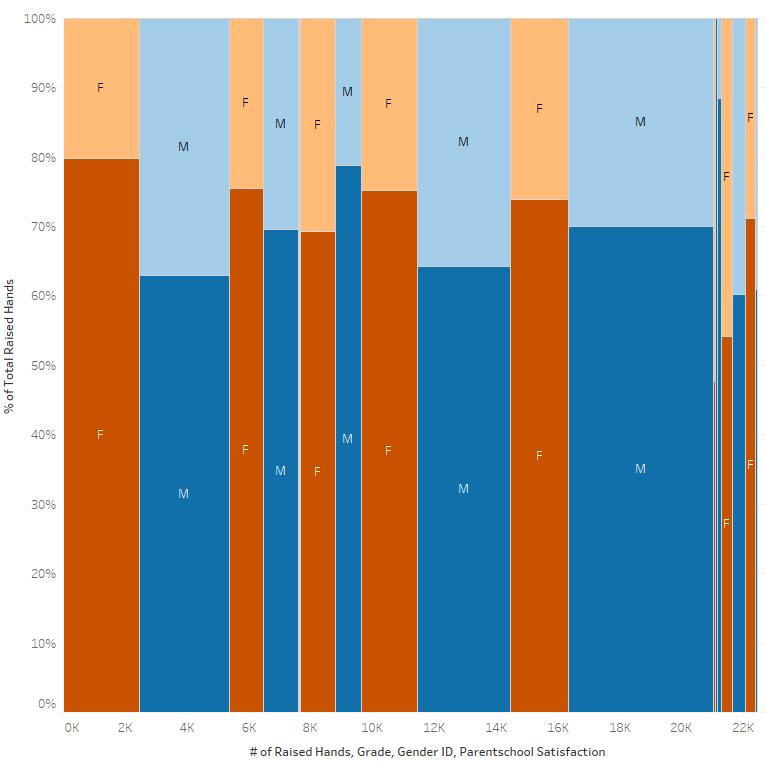 100%
90%
80%
70%
60%
50%
40%
30%
20%
10%
0%
% of Total Raised Hands
F
M
F
M
F
M
F
M
F
M
F
F
F
M
F
M
F
M
F
M
F
M
F
F
0K
2K
4K
6K
8K
10K
12K
14K
16K
18K
20K
22K
# of Raised Hands, Grade, Gender ID, Parentschool Satisfaction